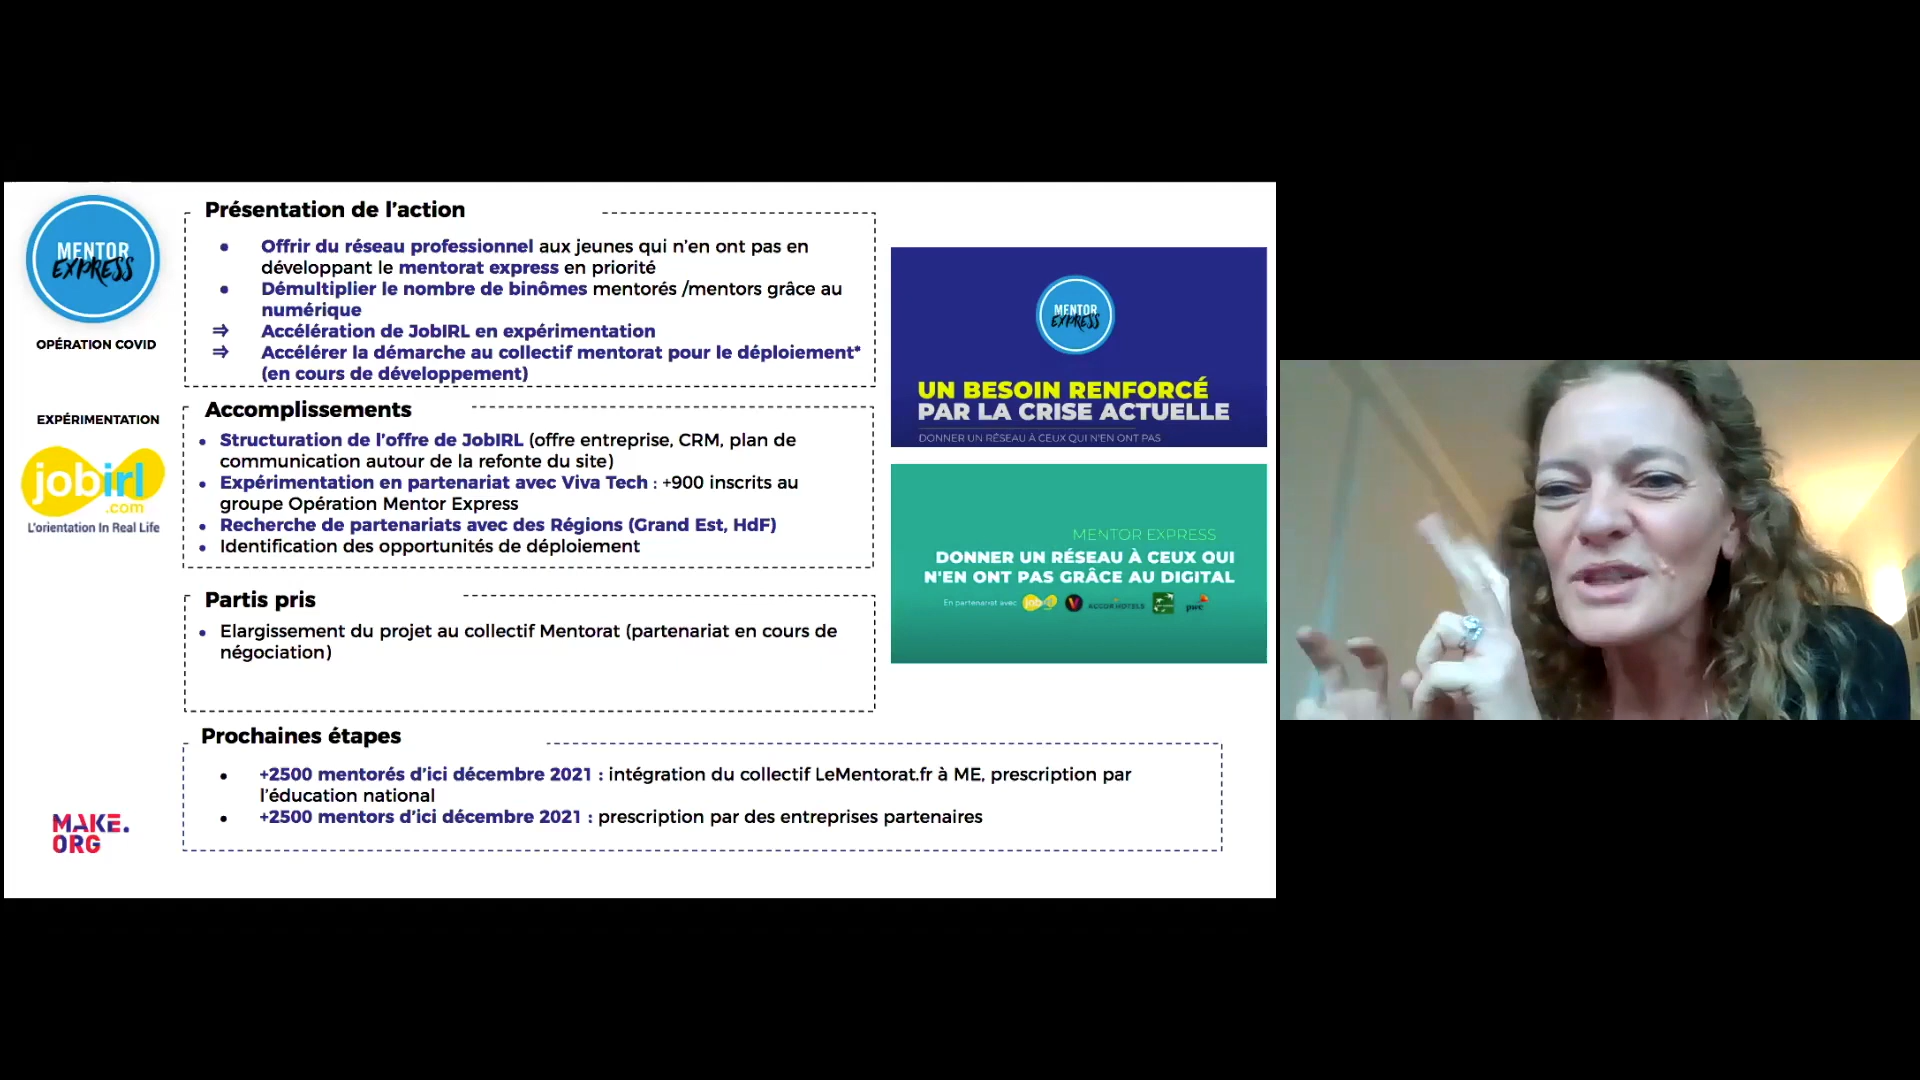 MENTOR
EXPRESS
OPÉRATION COVID
EXPÉRIMENTATION
jobirl
.com
L'orientation In Real Life
MAKE.
ORG
Présentation de l'action
● Offrir du réseau professionnel aux jeunes qui n'en ont pas en
développant le mentorat express en priorité
● Démultiplier le nombre de binômes mentorés /mentors grâce au
numérique
⇒ Accélération de JobIRL en expérimentation
⇒ Accélérer la démarche au collectif mentorat pour le déploiement*
(en cours de développement)
Accomplissements
● Structuration de l'offre de JobIRL (offre entreprise, CRM, plan de
communication autour de la refonte du site)
● Expérimentation en partenariat avec Viva Tech : +900 inscrits au
groupe Opération Mentor Express
● Recherche de partenariats avec des Régions (Grand Est, HdF)
● Identification des opportunités de déploiement
Partis pris
● Elargissement du projet au collectif Mentorat (partenariat en cours de
négociation)
Prochaines étapes
● +2500 mentorés d'ici décembre 2021 : intégration du collectif LeMentorat.fr à ME, prescription par
l'éducation national
● +2500 mentors d'ici décembre 2021 : prescription par des entreprises partenaires
MENTOR
EXPRESS
UN BESOIN RENFORCÉ
PAR LA CRISE ACTUELLE
DONNER UN RÉSEAU À CEUX QUI N'EN ONT PAS
MENTOR EXPRESS
DONNER UN RÉSEAU À CEUX QUI
N'EN ONT PAS GRÂCE AU DIGITAL
En partenariat avec jobirl V ACCOR HOTELS pwc